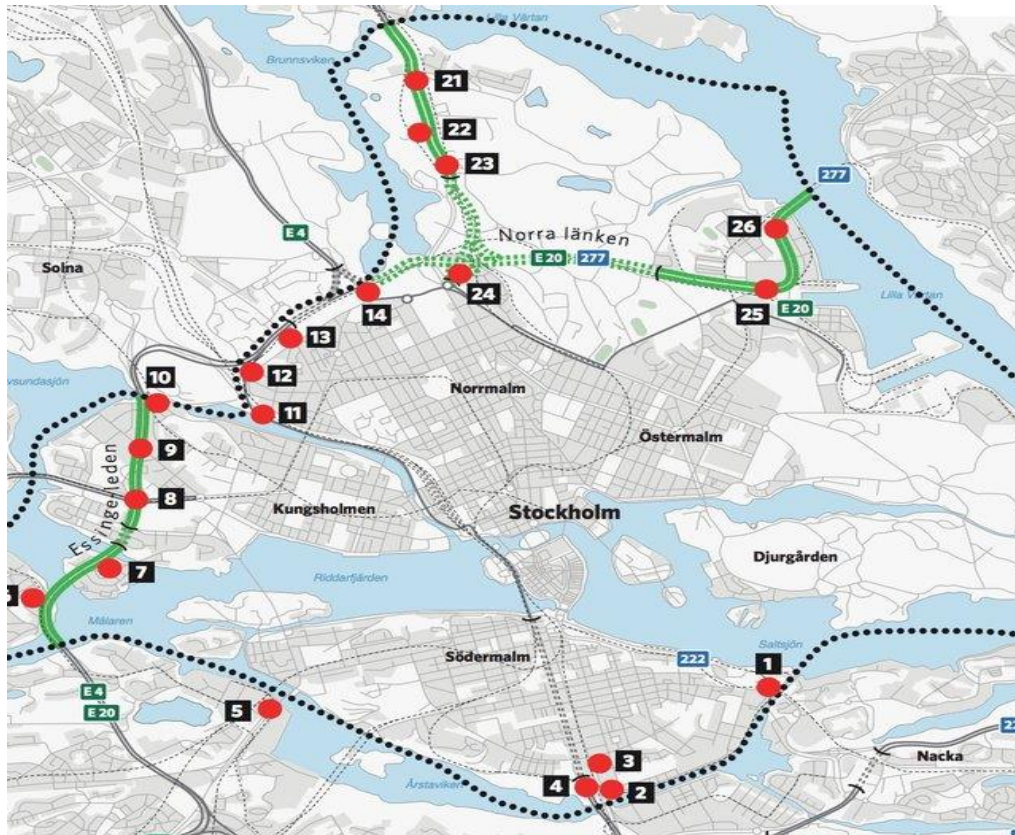 Lilla Värtan
Brunnsviken
21
22
277
23
26
Norra länken
E 4
E 20
277
Solna
24
Lilla Värtan
14
25
E 20
13
12
10
Norrmalm
11
Östermalm
9
Essingeleden
8
Kungsholmen
Stockholm
Djurgården
7
Riddarfjärden
Mälaren
Saltsjön
Södermalm
222
1
E 4
E 20
5
Nacka
3
Årstaviken
4
2